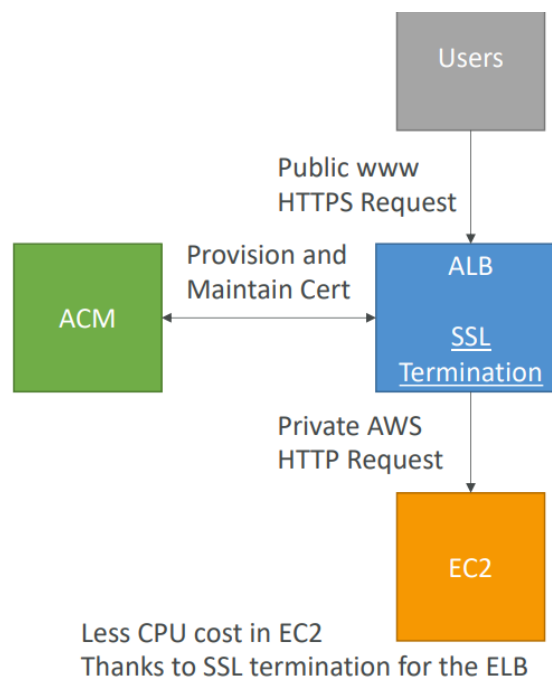 Users
Public www
HTTPS Request
Provision and
Maintain Cert
ACM
ALB
SSL
Termination
Private AWS
HTTP Request
EC2
Less CPU cost in EC2
Thanks to SSL termination for the ELB